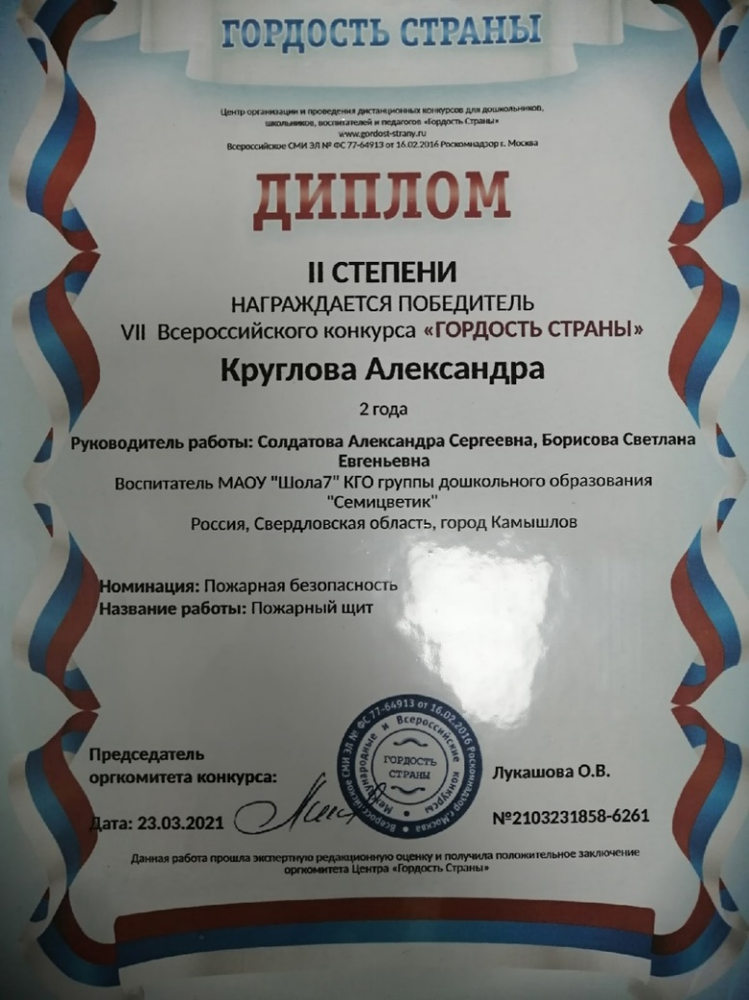 ГОРДОСТЬ СТРАНЫ
Центр организации и проведения дистанционных конкурсов для дошкольников,
школьников, воспитателей и педагогов «Гордость Страны»
www.gordost-strany.ru
Всероссийское СМИ ЭЛ № ФС 77-64913 от 16.02.2016 Роскомнадзор г. Москва
ДИПЛОМ
II СТЕПЕНИ
НАГРАЖДАЕТСЯ ПОБЕДИТЕЛЬ
VII Всероссийского конкурса «ГОРДОСТЬ СТРАНЫ»
Круглова Александра
2 года
Руководитель работы: Солдатова Александра Сергеевна, Борисова Светлана
Евгеньевна
Воспитатель МАОУ "Шола7" КГО группы дошкольного образования
"Семицветик"
Россия, Свердловская область, город Камышлов
Номинация: Пожарная безопасность
Название работы: Пожарный щит
Председатель
оргкомитета конкурса:
Лукашова О.В.
Дата: 23.03.2021
№2103231858-6261
Всероссийское СМИ ЭЛ № ФС 77-64913 от 16.02.2016 Роскомнадзор г.Москва
Международные и Всероссийские конкурсы
ГОРДОСТЬ
СТРАНЫ
Данная работа прошла экспертную редакционную оценку и получила положительное заключение
оргкомитета Центра «Гордость Страны»